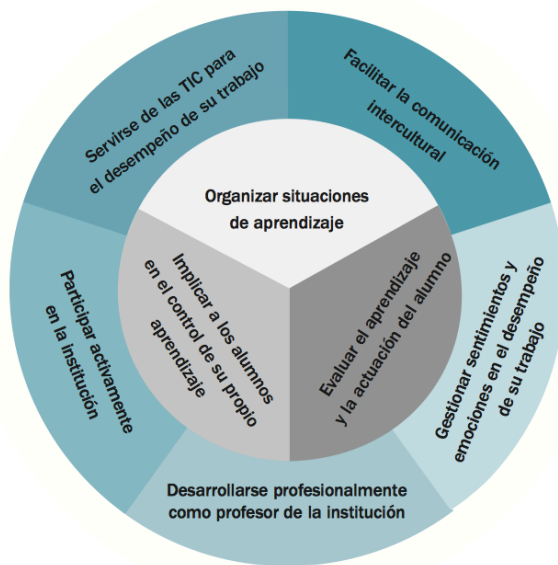 Servirse de las TIC para
el desempeño de su trabajo
Facilitar la comunicación
intercultural
Organizar situaciones
de aprendizaje
Implicar a los alumnos
en el control de su propio
aprendizaje
Evaluar el aprendizaje
y la actuación del alumno
Participar activamente
en la institución
Gestionar sentimientos y
emociones en el desempeño
de su trabajo
Desarrollarse profesionalmente
como profesor de la institución